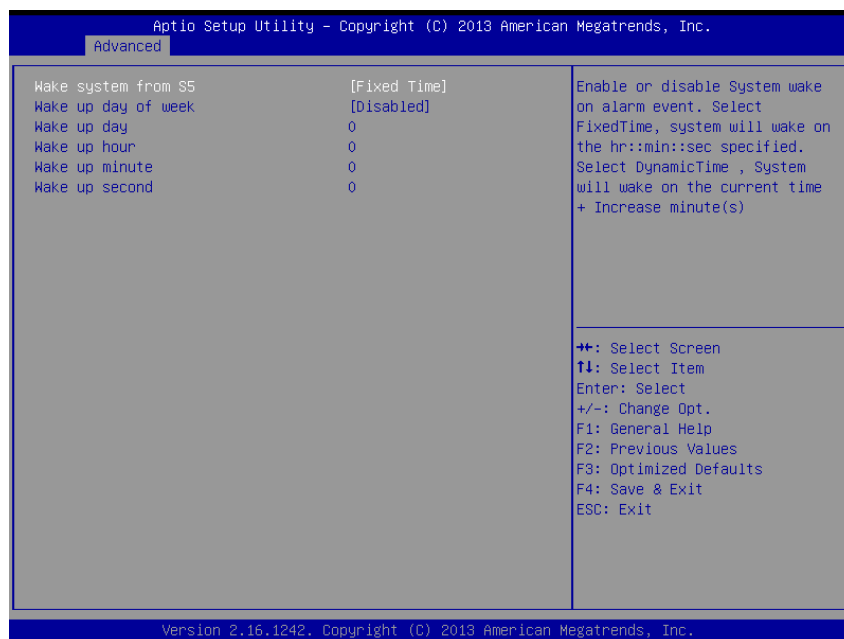 Aptio Setup Utility – Copyright (C) 2013 American Megatrends, Inc.
Advanced
Wake system from S5 [Fixed Time]
Wake up day of week [Disabled]
Wake up day 0
Wake up hour 0
Wake up minute 0
Wake up second 0
Enable or disable System wake
on alarm event. Select
FixedTime, system will wake on
the hr::min::sec specified.
Select DynamicTime , System
will wake on the current time
+ Increase minute(s)
→←: Select Screen
↑↓: Select Item
Enter: Select
+/-: Change Opt.
F1: General Help
F2: Previous Values
F3: Optimized Defaults
F4: Save & Exit
ESC: Exit
Version 2.16.1242. Copyright (C) 2013 American Megatrends, Inc.